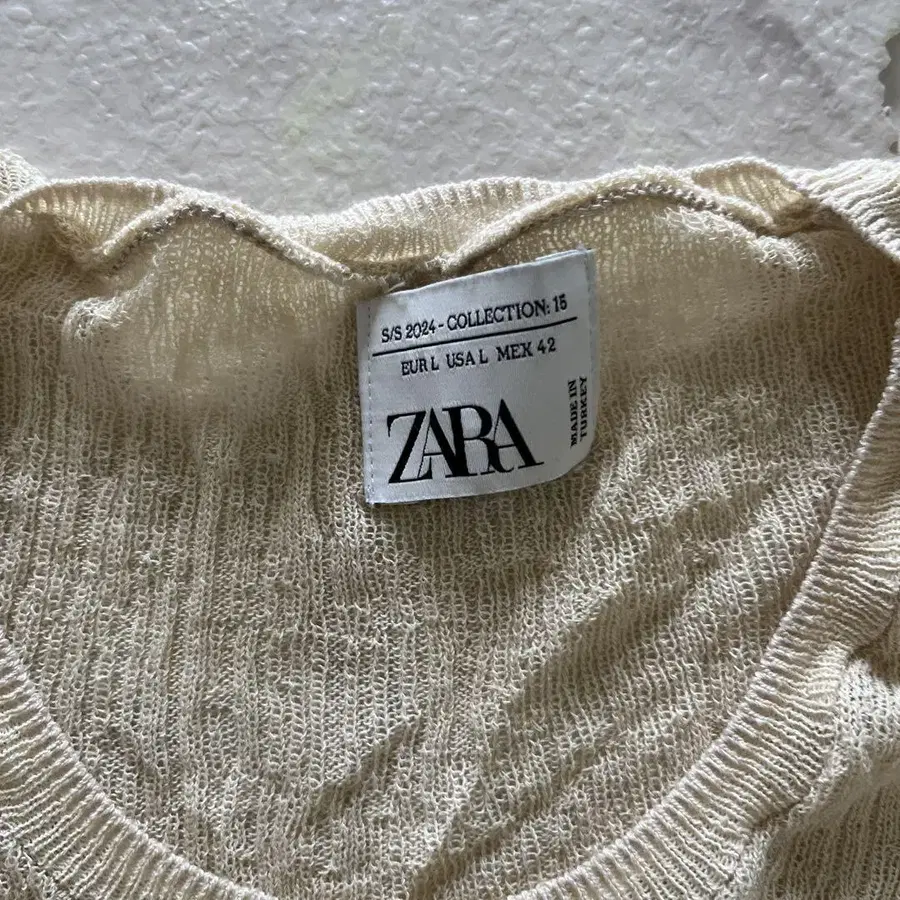 S/S 2024 - COLLECTION: 15
EUR L USA L MEX 42
ZARA
MADE IN
TURKEY